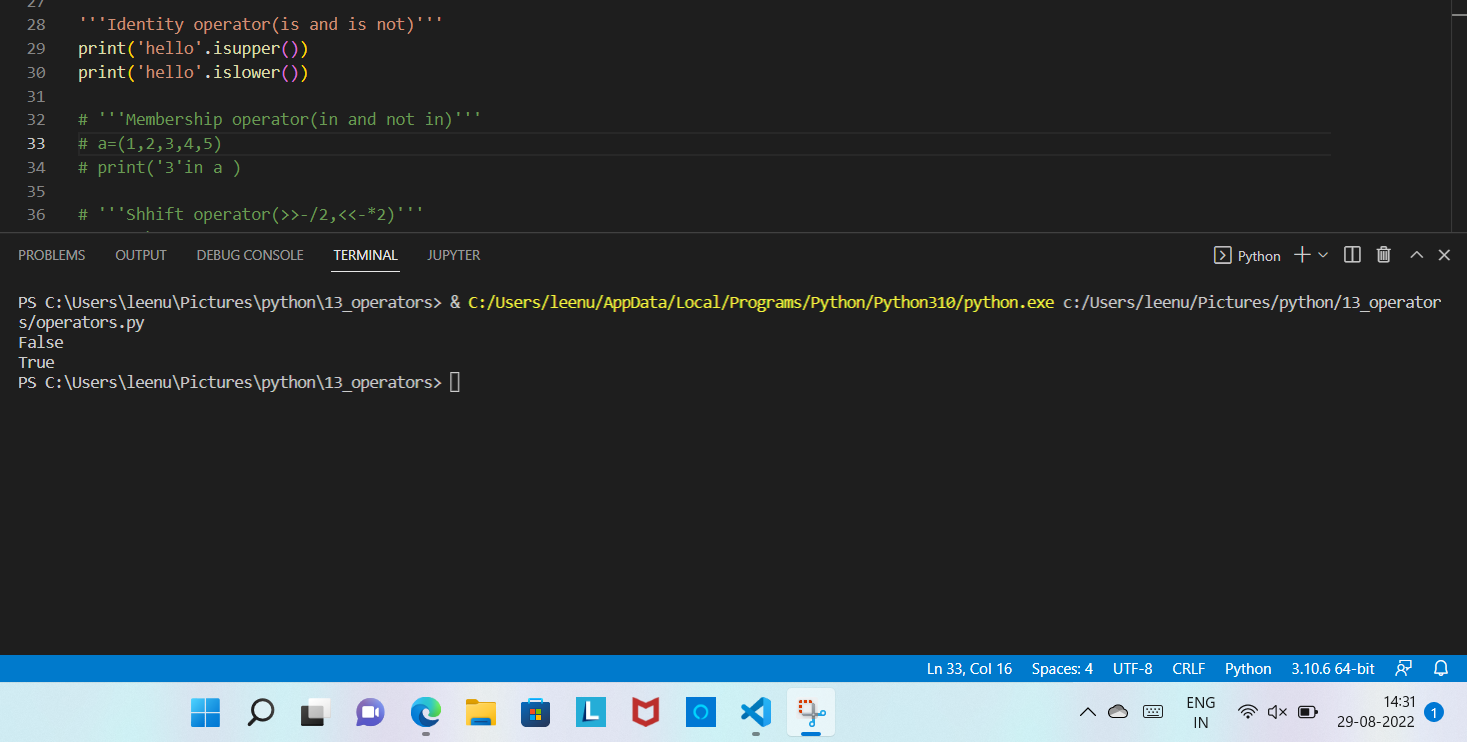 27
28 '''Identity operator(is and is not)'''
29 print('hello'.isupper())
30 print('hello'.islower())
31
32 # '''Membership operator(in and not in)'''
33 # a=(1,2,3,4,5)
34 # print('3'in a )
35
36 # '''Shhift operator(>>-/2,<<-*2)'''
PROBLEMS OUTPUT DEBUG CONSOLE TERMINAL JUPYTER Python
PS C:\Users\leenu\Pictures\python\13_operators> & C:/Users/leenu/AppData/Local/Programs/Python/Python310/python.exe c:/Users/leenu/Pictures/python/13_operator
s/operators.py
False
True
PS C:\Users\leenu\Pictures\python\13_operators>
Ln 33, Col 16 Spaces: 4 UTF-8 CRLF Python 3.10.6 64-bit
L
ENG 14:31
IN 29-08-2022 1